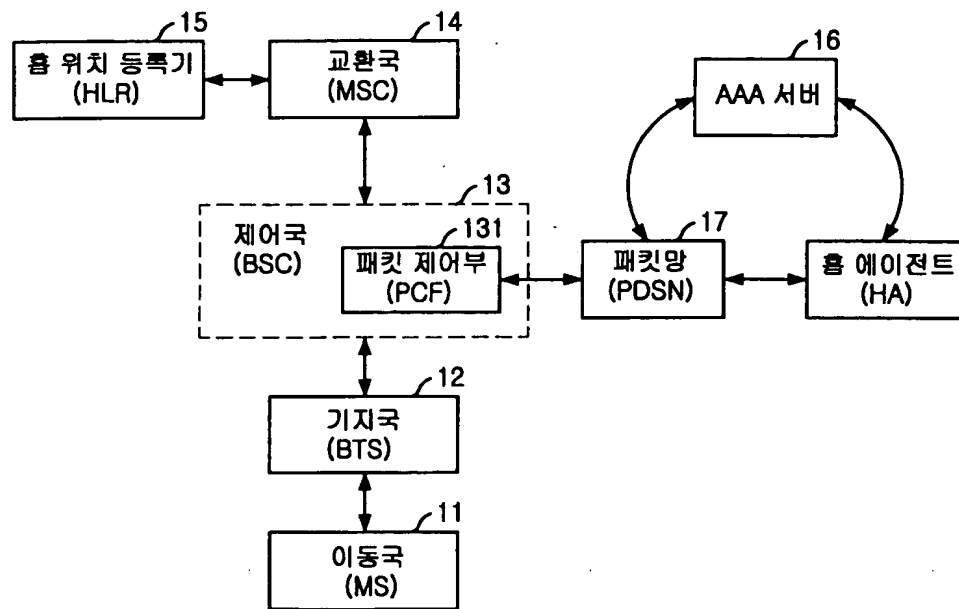 15
홈 위치 등록기
(HLR)
14
교환국
(MSC)
16
AAA 서버
13
제어국
(BSC)
131
패킷 제어부
(PCF)
17
패킷망
(PDSN)
홈 에이전트
(HA)
12
기지국
(BTS)
11
이동국
(MS)